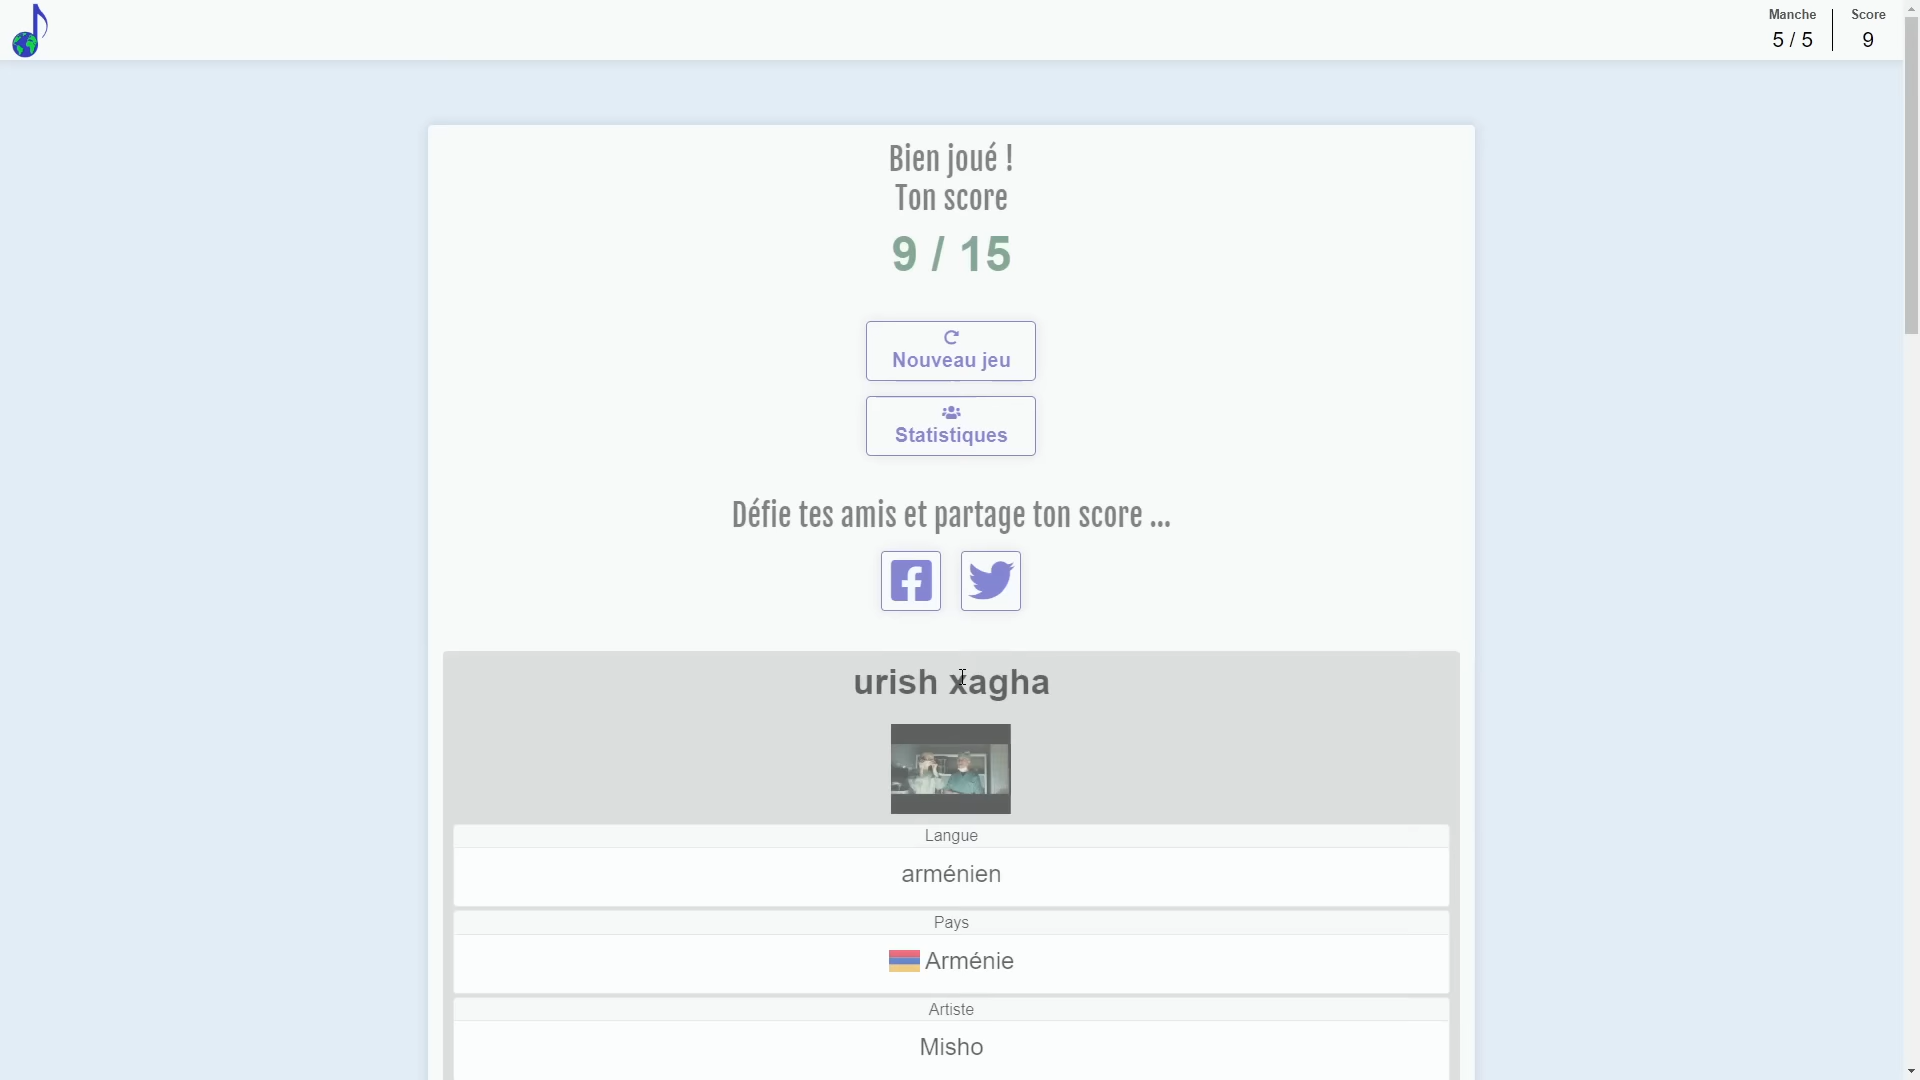 Manche
5 / 5
Score
9
Bien joué !
Ton score
9 / 15
Nouveau jeu
Statistiques
Défie tes amis et partage ton score ...
urish xagha
Langue
arménien
Pays
Arménie
Artiste
Misho